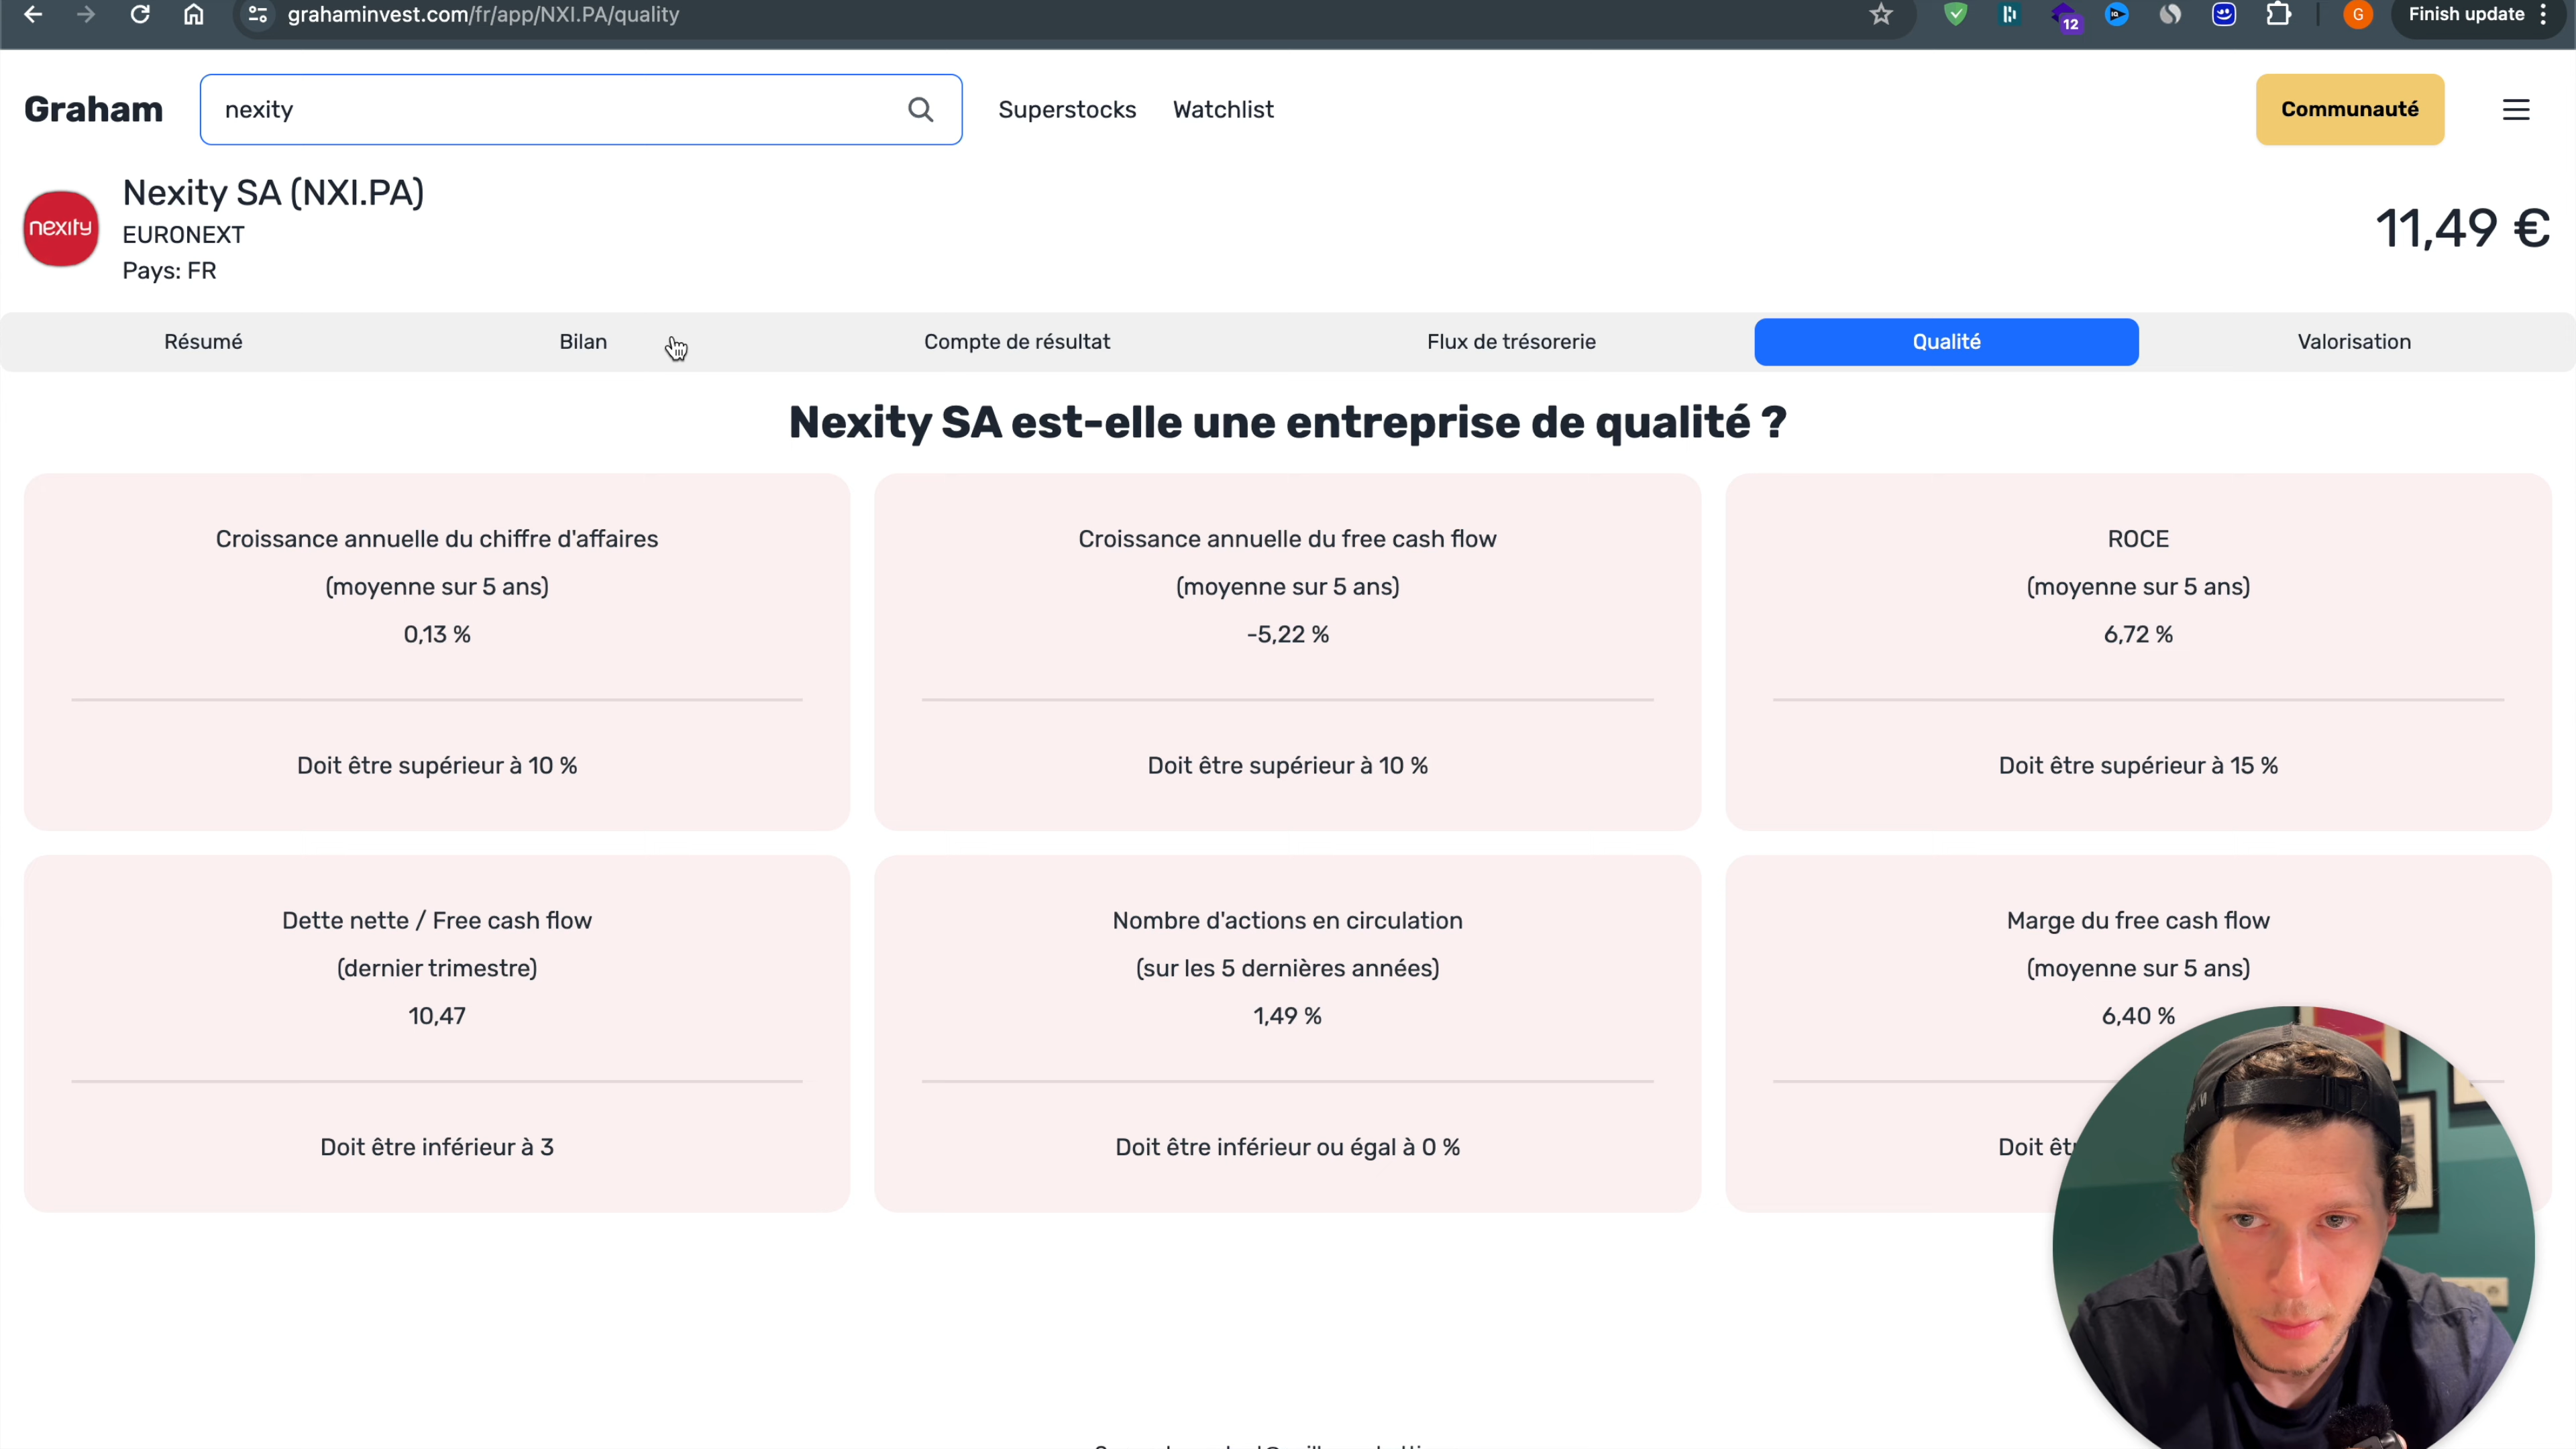 grahaminvest.com/fr/app/NXI.PA/quality
12
G
Finish update
Graham
nexity
Superstocks
Watchlist
Communauté
nexity
Nexity SA (NXI.PA)
EURONEXT
Pays: FR
11,49 €
Résumé
Bilan
Compte de résultat
Flux de trésorerie
Qualité
Valorisation
Nexity SA est-elle une entreprise de qualité ?
Croissance annuelle du chiffre d'affaires
(moyenne sur 5 ans)
0,13 %
Doit être supérieur à 10 %
Croissance annuelle du free cash flow
(moyenne sur 5 ans)
-5,22 %
Doit être supérieur à 10 %
ROCE
(moyenne sur 5 ans)
6,72 %
Doit être supérieur à 15 %
Dette nette / Free cash flow
(dernier trimestre)
10,47
Doit être inférieur à 3
Nombre d'actions en circulation
(sur les 5 dernières années)
1,49 %
Doit être inférieur ou égal à 0 %
Marge du free cash flow
(moyenne sur 5 ans)
6,40 %
Doit